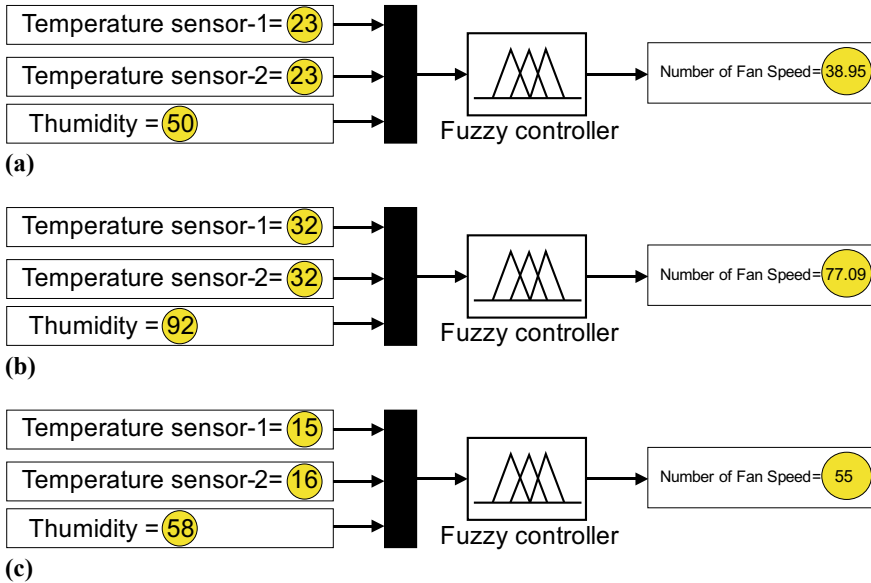 Temperature sensor-1= 23
Temperature sensor-2= 23
Thumidity = 50
Fuzzy controller
Number of Fan Speed= 38.95
(a)
Temperature sensor-1= 32
Temperature sensor-2= 32
Thumidity = 92
Fuzzy controller
Number of Fan Speed= 77.09
(b)
Temperature sensor-1= 15
Temperature sensor-2= 16
Thumidity = 58
Fuzzy controller
Number of Fan Speed= 55
(c)